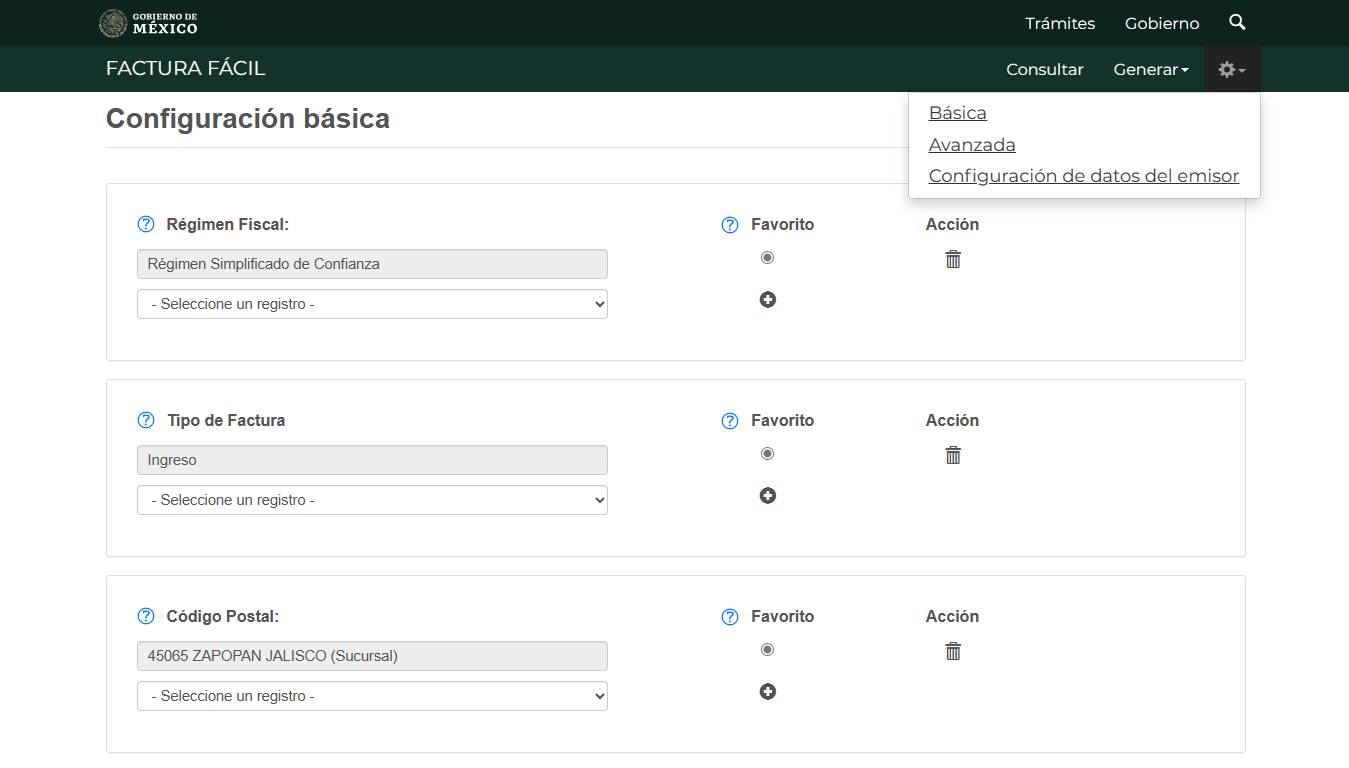 GOBIERNO DE
MÉXICO
Trámites Gobierno
FACTURA FÁCIL
Consultar Generar
Básica
Avanzada
Configuración de datos del emisor
Configuración básica
? Régimen Fiscal: ? Favorito Acción
Régimen Simplificado de Confianza
- Seleccione un registro -
? Tipo de Factura ? Favorito Acción
Ingreso
- Seleccione un registro -
? Código Postal: ? Favorito Acción
45065 ZAPOPAN JALISCO (Sucursal)
- Seleccione un registro -